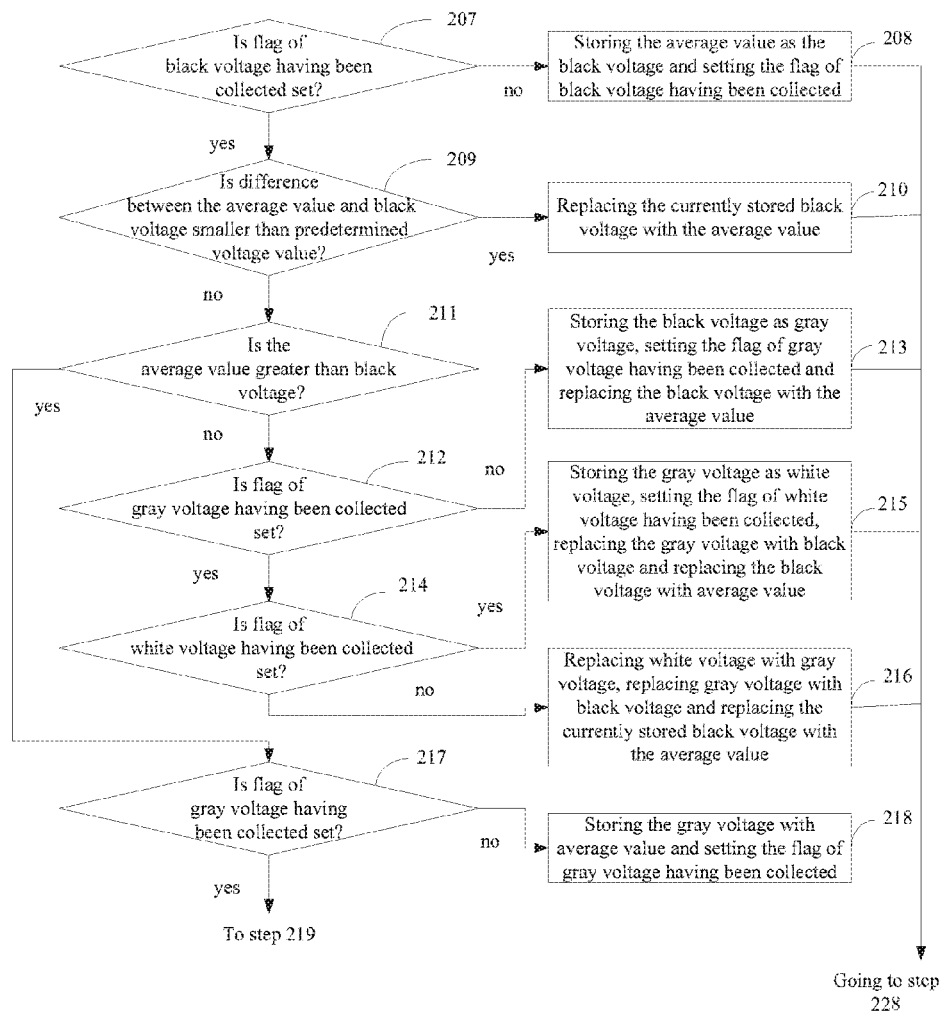 207
Is flag of
black voltage having been
collected set?
no
yes
Storing the average value as the
black voltage and setting the flag of
black voltage having been collected
208
209
Is difference
between the average value and black
voltage smaller than predetermined
voltage value?
yes
no
Replacing the currently stored black
voltage with the average value
210
211
Is the
average value greater than black
voltage?
yes
no
Storing the black voltage as gray
voltage, setting the flag of gray
voltage having been collected and
replacing the black voltage with the
average value
213
212
Is flag of
gray voltage having been collected
set?
no
yes
Storing the gray voltage as white
voltage, setting the flag of white
voltage having been collected,
replacing the gray voltage with black
voltage and replacing the black
voltage with average value
215
214
Is flag of
white voltage having been collected
set?
yes
no
Replacing white voltage with gray
voltage, replacing gray voltage with
black voltage and replacing the
currently stored black voltage with
the average value
216
217
Is flag of
gray voltage having
been collected set?
no
yes
Storing the gray voltage with
average value and setting the flag of
gray voltage having been collected
218
To step 219
Going to step
228